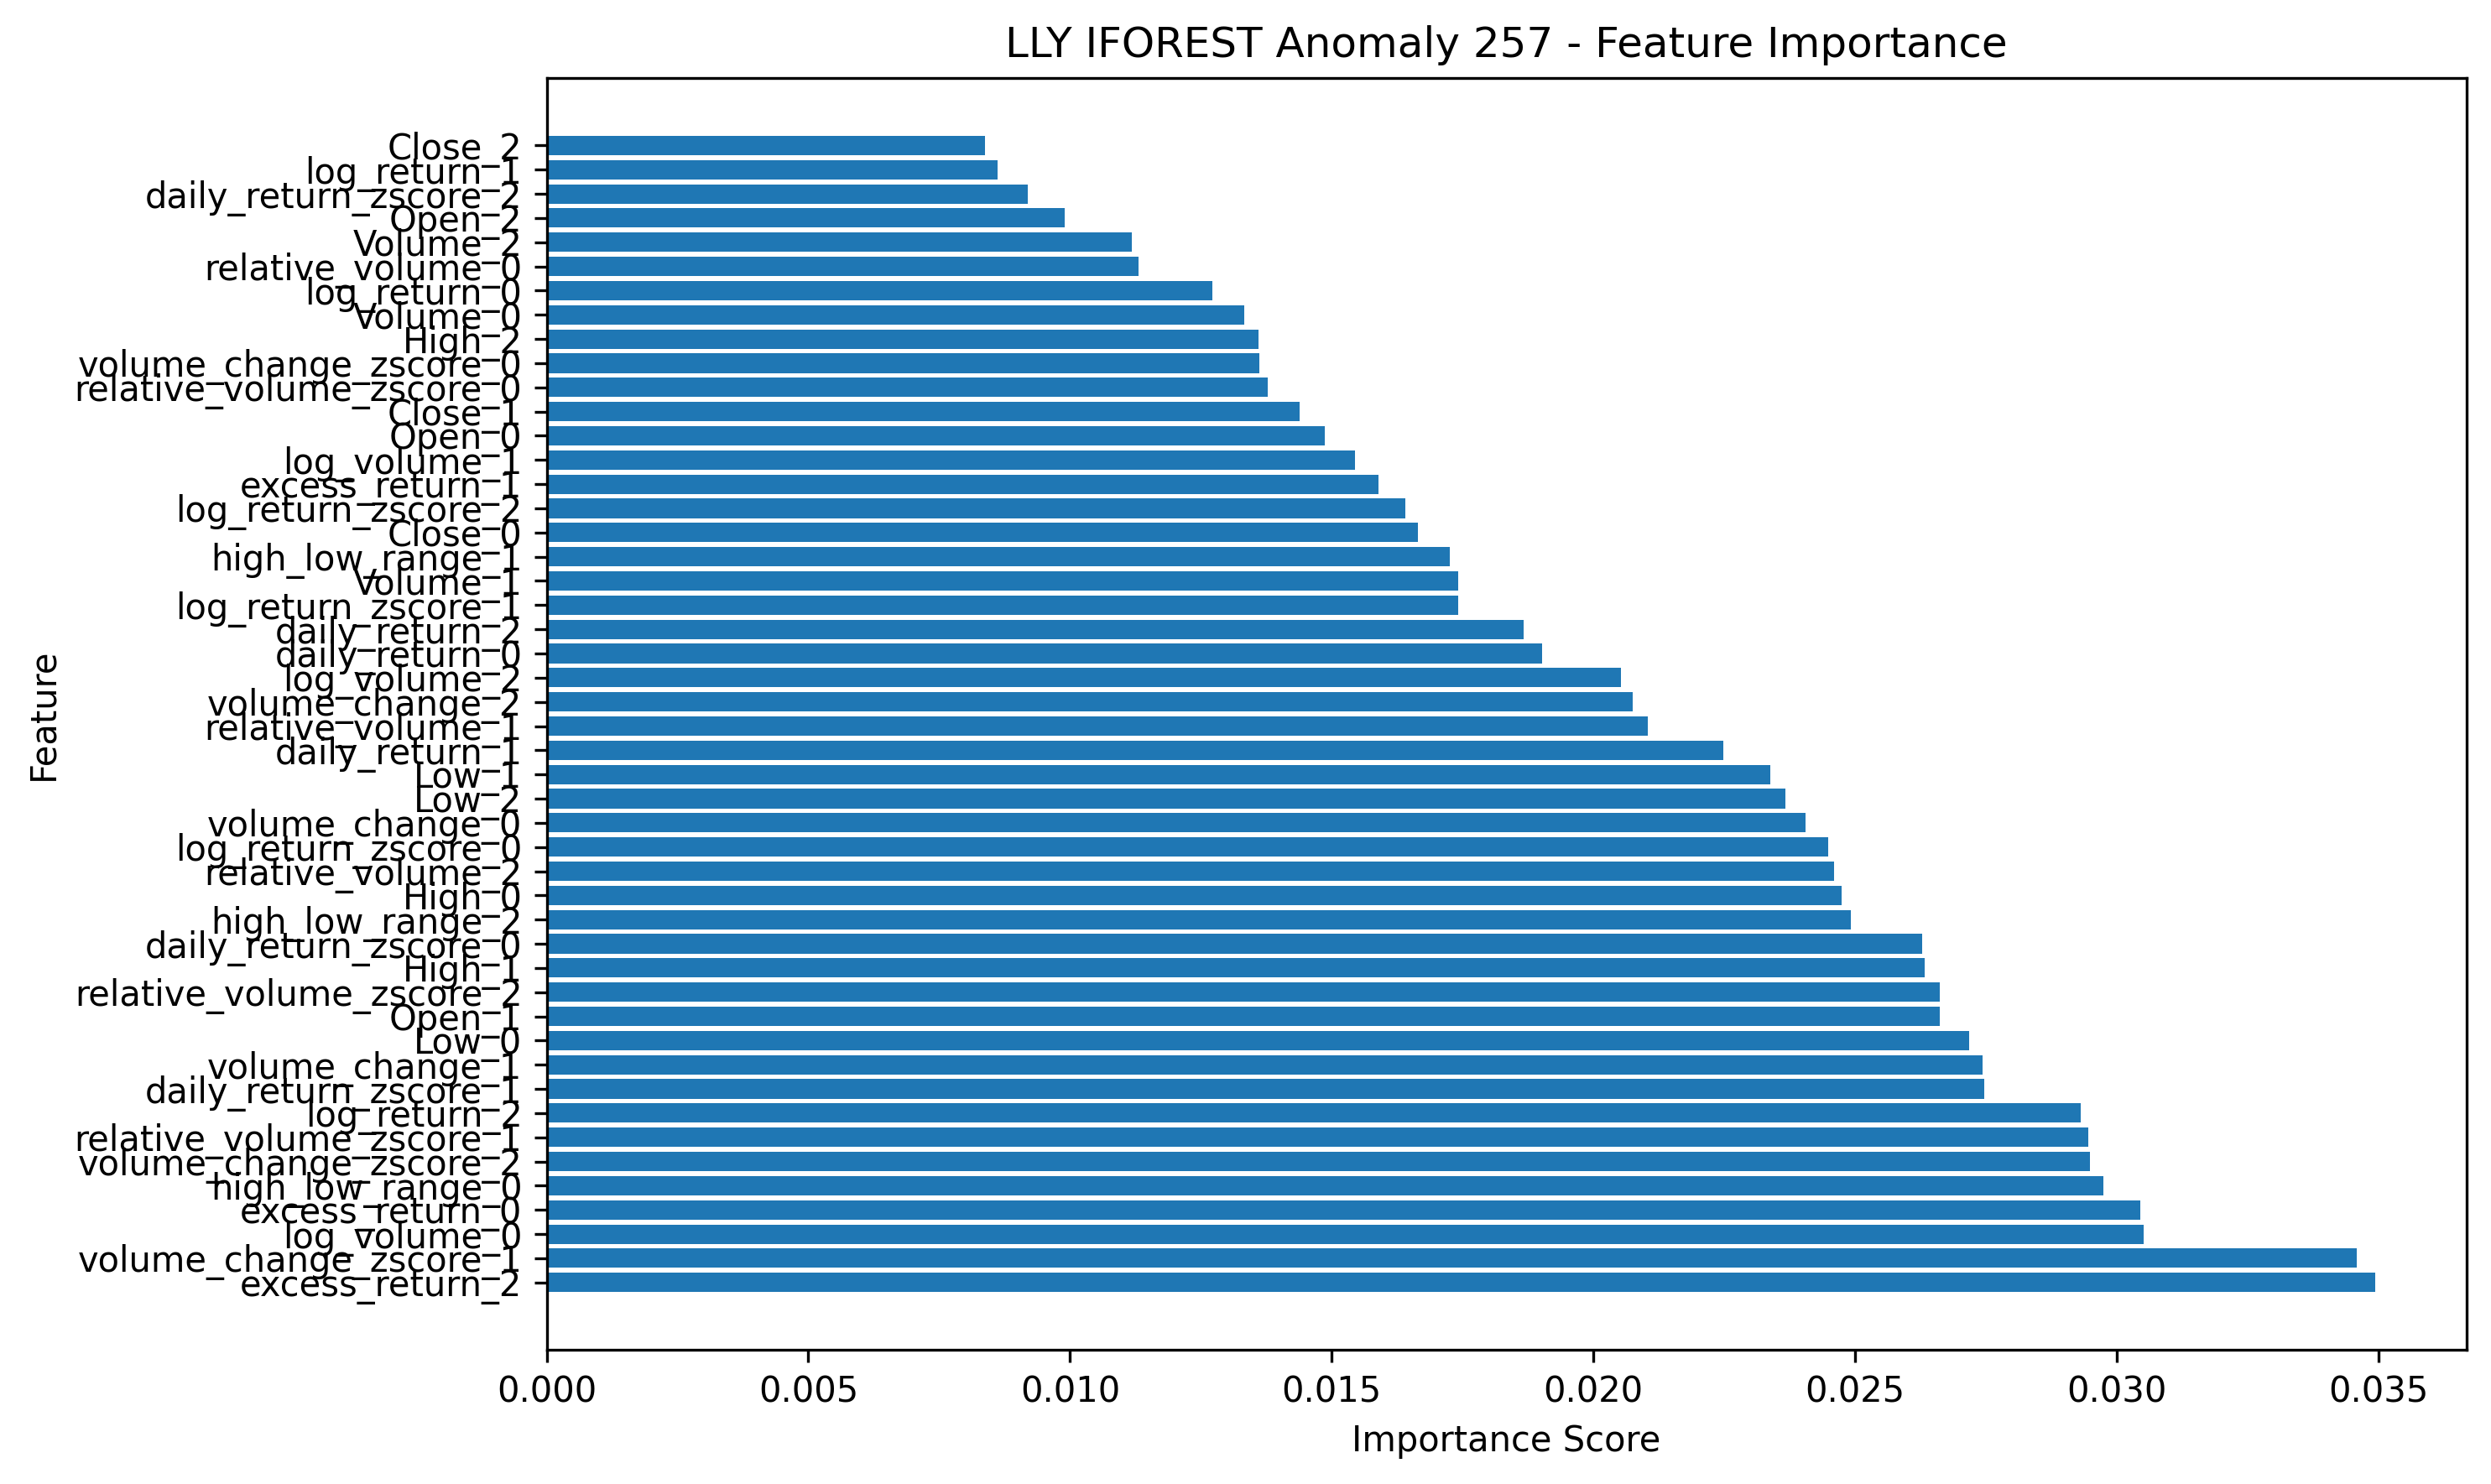 LLY IFOREST Anomaly 257 - Feature Importance
Close_2
log_return_1
daily_return_zscore_2
Open_2
Volume_2
relative_volume_0
log_return_0
Volume_0
High_2
volume_change_zscore_0
relative_volume_zscore_0
Close_1
Open_0
log_volume_1
excess_return_1
log_return_zscore_2
Close_0
high_low_range_1
Volume_1
log_return_zscore_1
daily_return_2
daily_return_0
log_volume_2
volume_change_2
relative_volume_1
daily_return_1
Low_1
Low_2
volume_change_0
log_return_zscore_0
relative_volume_2
High_0
high_low_range_2
daily_return_zscore_0
High_1
relative_volume_zscore_2
Open_1
Low_0
volume_change_1
daily_return_zscore_1
log_return_2
relative_volume_zscore_1
volume_change_zscore_2
high_low_range_0
excess_return_0
log_volume_0
volume_change_zscore_1
excess_return_2
Feature
0.000 0.005 0.010 0.015 0.020 0.025 0.030 0.035
Importance Score